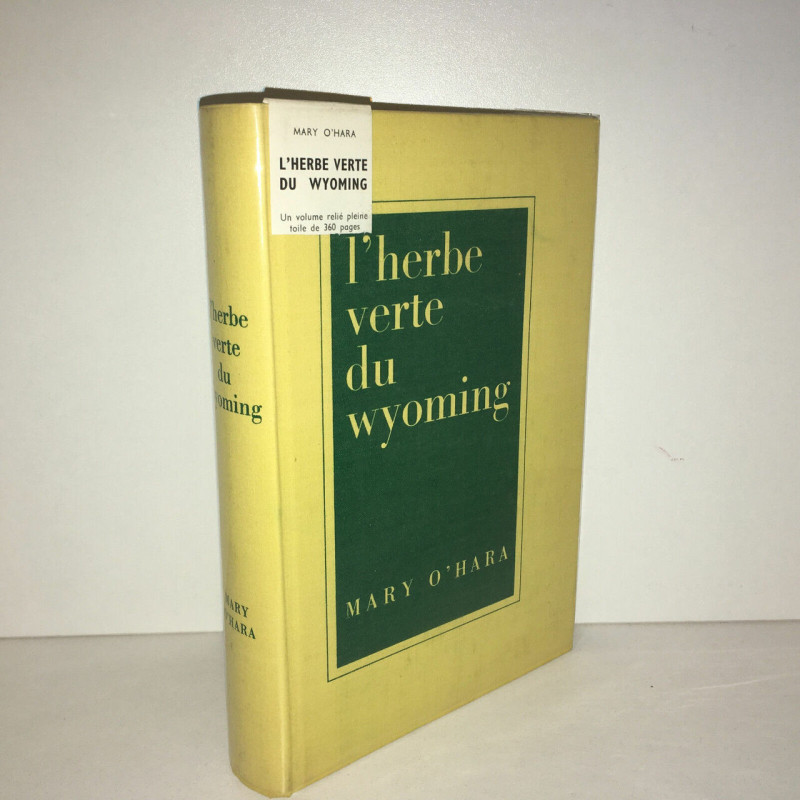 MARY O'HARA
L'HERBE VERTE
DU WYOMING
Un volume relié pleine
toile de 360 pages
l'herbe
verte
du
wyoming
MARY O'HARA
l'herbe
verte
du
wyoming
MARY
O'HARA